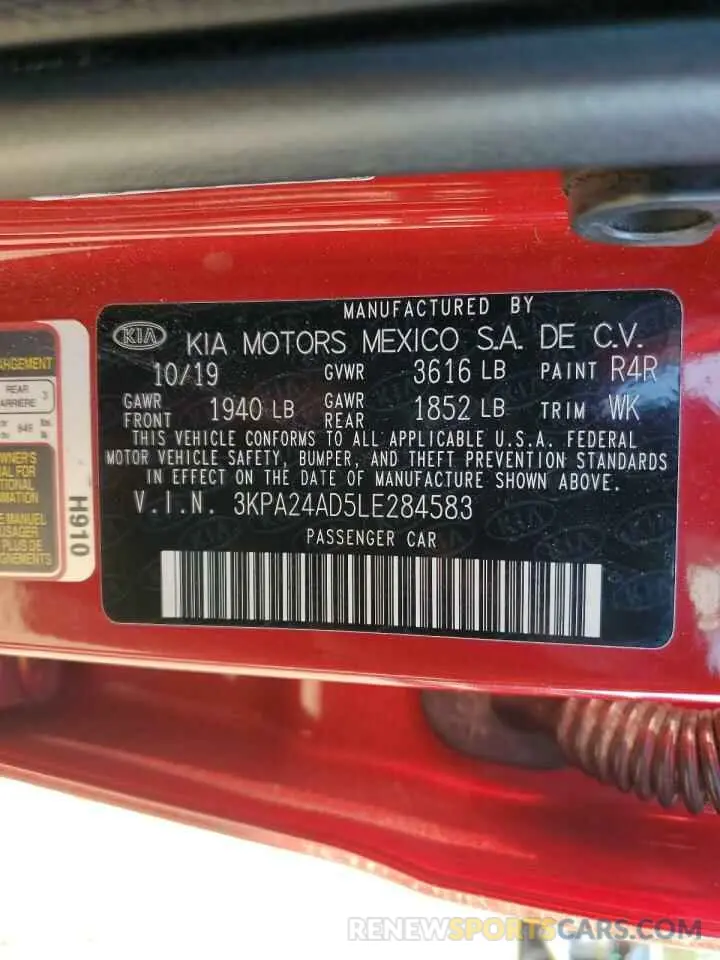 MANUFACTURED BY
KIA KIA MOTORS MEXICO S.A. DE C.V.
10/19 GVWR 3616 LB PAINT R4R
GAWR FRONT 1940 LB GAWR REAR 1852 LB TRIM WK
THIS VEHICLE CONFORMS TO ALL APPLICABLE U.S.A. FEDERAL
MOTOR VEHICLE SAFETY, BUMPER, AND THEFT PREVENTION STANDARDS
IN EFFECT ON THE DATE OF MANUFACTURE SHOWN ABOVE.
V.I.N. 3KPA24AD5LE284583
PASSENGER CAR
REAR 3
H910
RENEWSPORTSCARS.COM